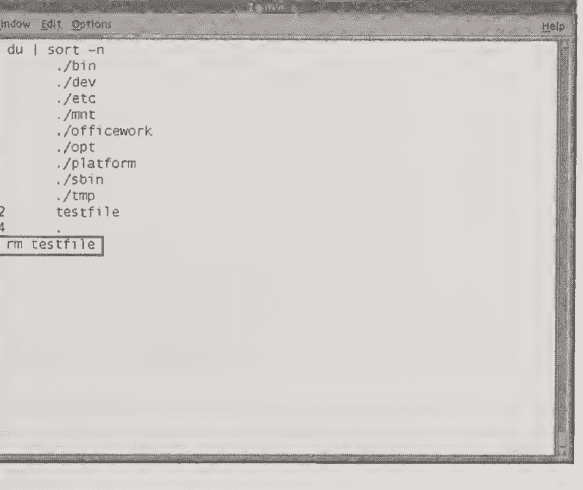 indow Edit Options Help
du | sort -n
./bin
./dev
./etc
./mnt
./officework
./opt
./platform
./sbin
./tmp
2 testfile
4 .
rm testfile